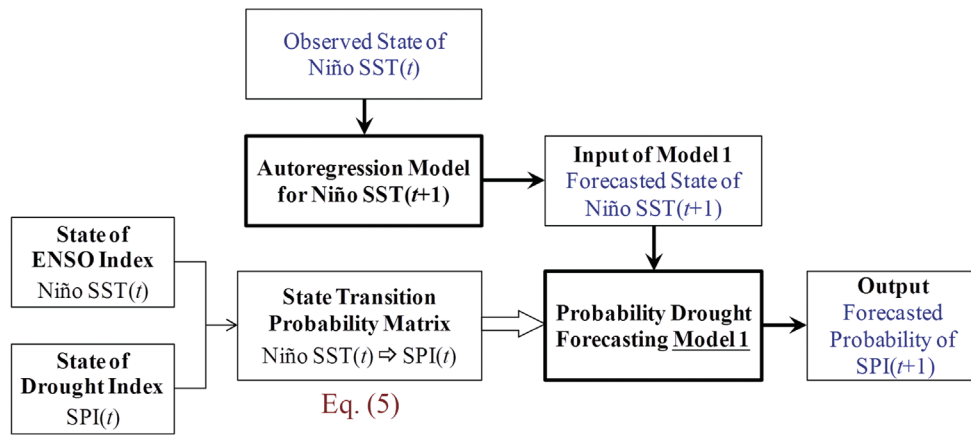 Observed State of
Niño SST(t)
Autoregression Model
for Niño SST(t+1)
Input of Model 1
Forecasted State of
Niño SST(t+1)
State of
ENSO Index
Niño SST(t)
State of
Drought Index
SPI(t)
State Transition
Probability Matrix
Niño SST(t) ⇨ SPI(t)
Eq. (5)
Probability Drought
Forecasting Model 1
Output
Forecasted
Probability of
SPI(t+1)